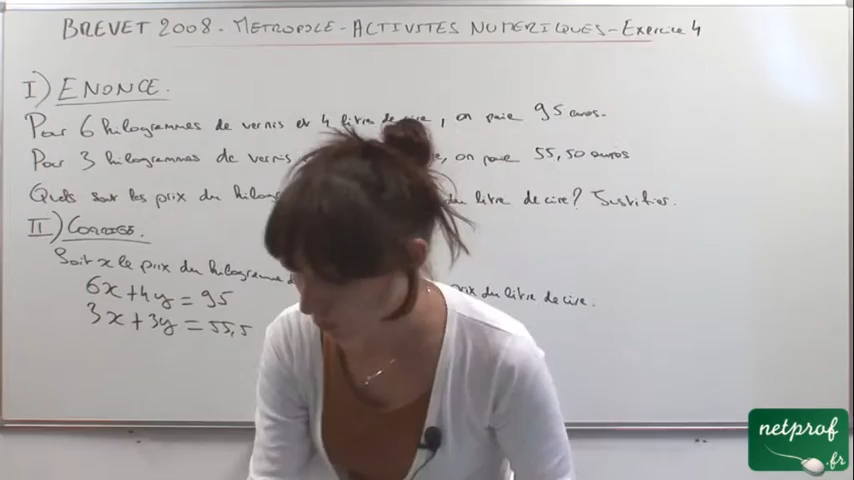 BREVET 2008 - METROPOLE - ACTIVITES NUMERIQUES - Exercice 4
I) ENONCE.
Pour 6 kilogrammes de vernis et 4 litres de cire, on paie 95 euros.
Pour 3 kilogrammes de vernis , on paie 55,50 euros
Quels sont les prix du du litre de cire? Justifier.
II) CORRIGE.
Soit x le prix du kilogramme prix du litre de cire.
6x+4y = 95
3x+3y = 55,5
netprof
.fr